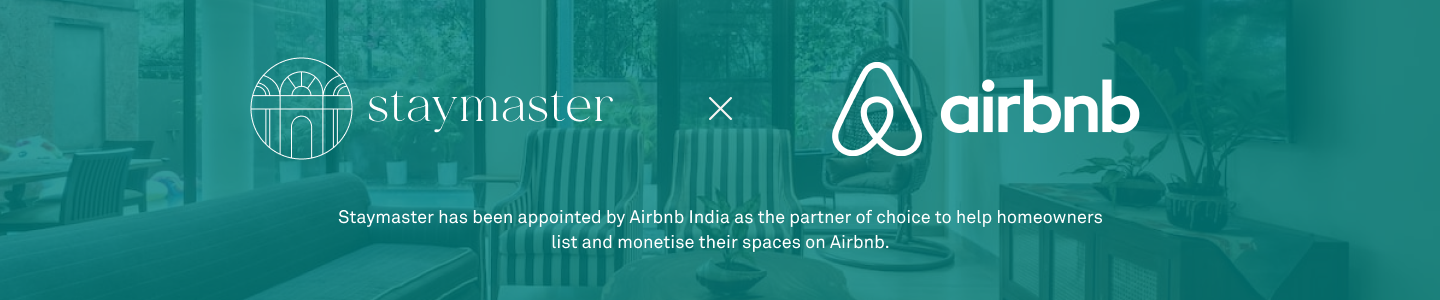 staymaster × airbnb
Staymaster has been appointed by Airbnb India as the partner of choice to help homeowners
list and monetise their spaces on Airbnb.